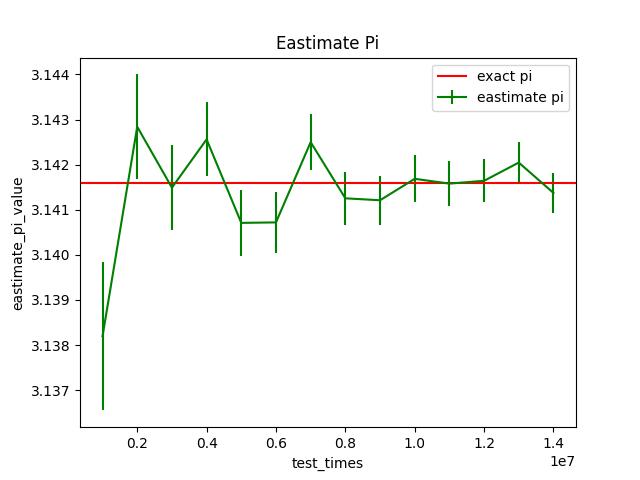 Eastimate Pi
exact pi
eastimate pi
eastimate_pi_value
3.144
3.143
3.142
3.141
3.140
3.139
3.138
3.137
0.2 0.4 0.6 0.8 1.0 1.2 1.4
1e7
test_times